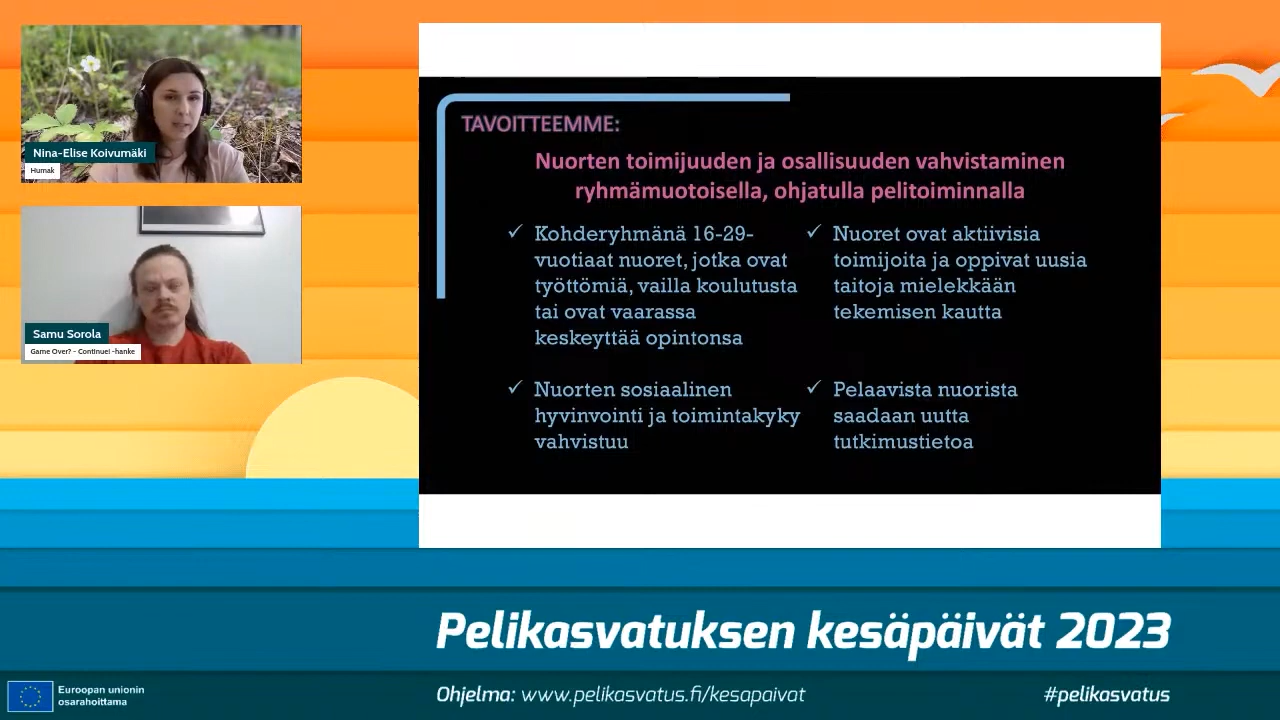 Nina-Elise Koivumäki
Humak
Samu Sorola
Game Over? - Continue! -hanke
TAVOITTEEMME:
Nuorten toimijuuden ja osallisuuden vahvistaminen
ryhmämuotoisella, ohjatulla pelitoiminnalla
✓ Kohderyhmänä 16-29-
vuotiaat nuoret, jotka ovat
työttömiä, vailla koulutusta
tai ovat vaarassa
keskeyttää opintonsa
✓ Nuorten sosiaalinen
hyvinvointi ja toimintakyky
vahvistuu
✓ Nuoret ovat aktiivisia
toimijoita ja oppivat uusia
taitoja mielekkään
tekemisen kautta
✓ Pelaavista nuorista
saadaan uutta
tutkimustietoa
Pelikasvatuksen kesäpäivät 2023
Euroopan unionin
osarahoittama
Ohjelma: www.pelikasvatus.fi/kesapaivat
#pelikasvatus